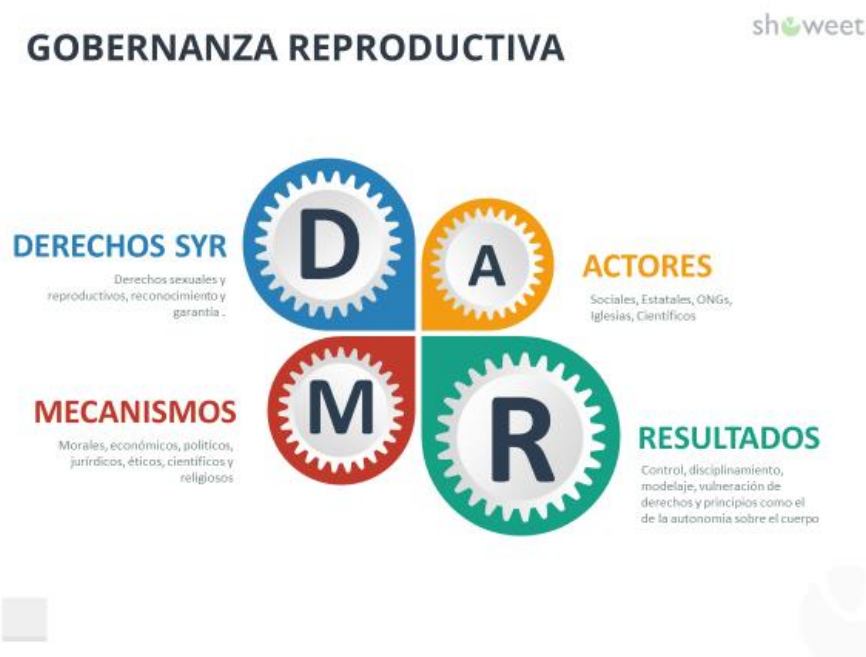 showeet
GOBERNANZA REPRODUCTIVA
DERECHOS SYR
Derechos sexuales y
reproductivos, reconocimiento y
garantía .
D
A
ACTORES
Sociales, Estatales, ONGs,
Iglesias, Científicos
MECANISMOS
Morales, económicos, políticos,
jurídicos, éticos, científicos y
religiosos
M
R
RESULTADOS
Control, disciplinamiento,
modelaje, vulneración de
derechos y principios como el
de la autonomía sobre el cuerpo